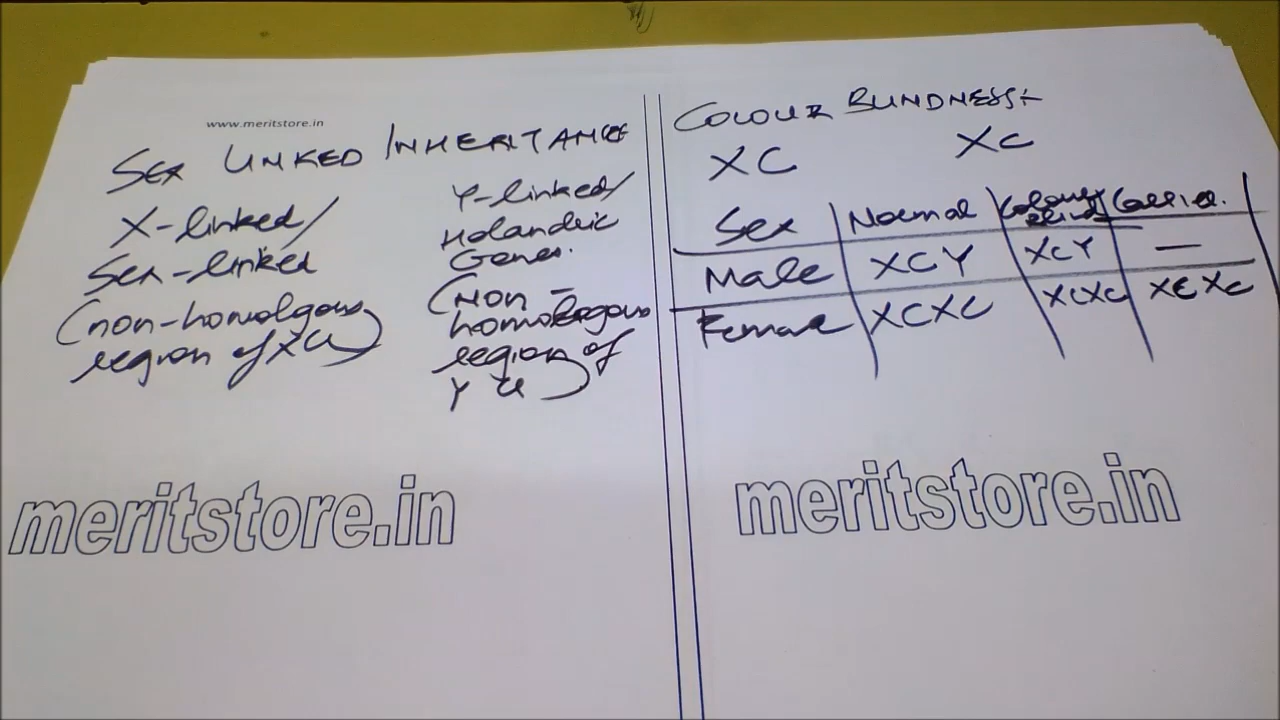 www.meritstore.in
SEX LINKED INHERITANCE
X-linked/
Sex-linked
(non-homolgous
region of X
Y-linked/
Holandric
Genes.
(Non-
homologous
region of
Y
meritstore.in
COLOUR BLINDNESS:
XC XC
Sex Normal Colour blind Carrier.
Male XCY XcY —
Female XCXC XcXc XCXc
meritstore.in